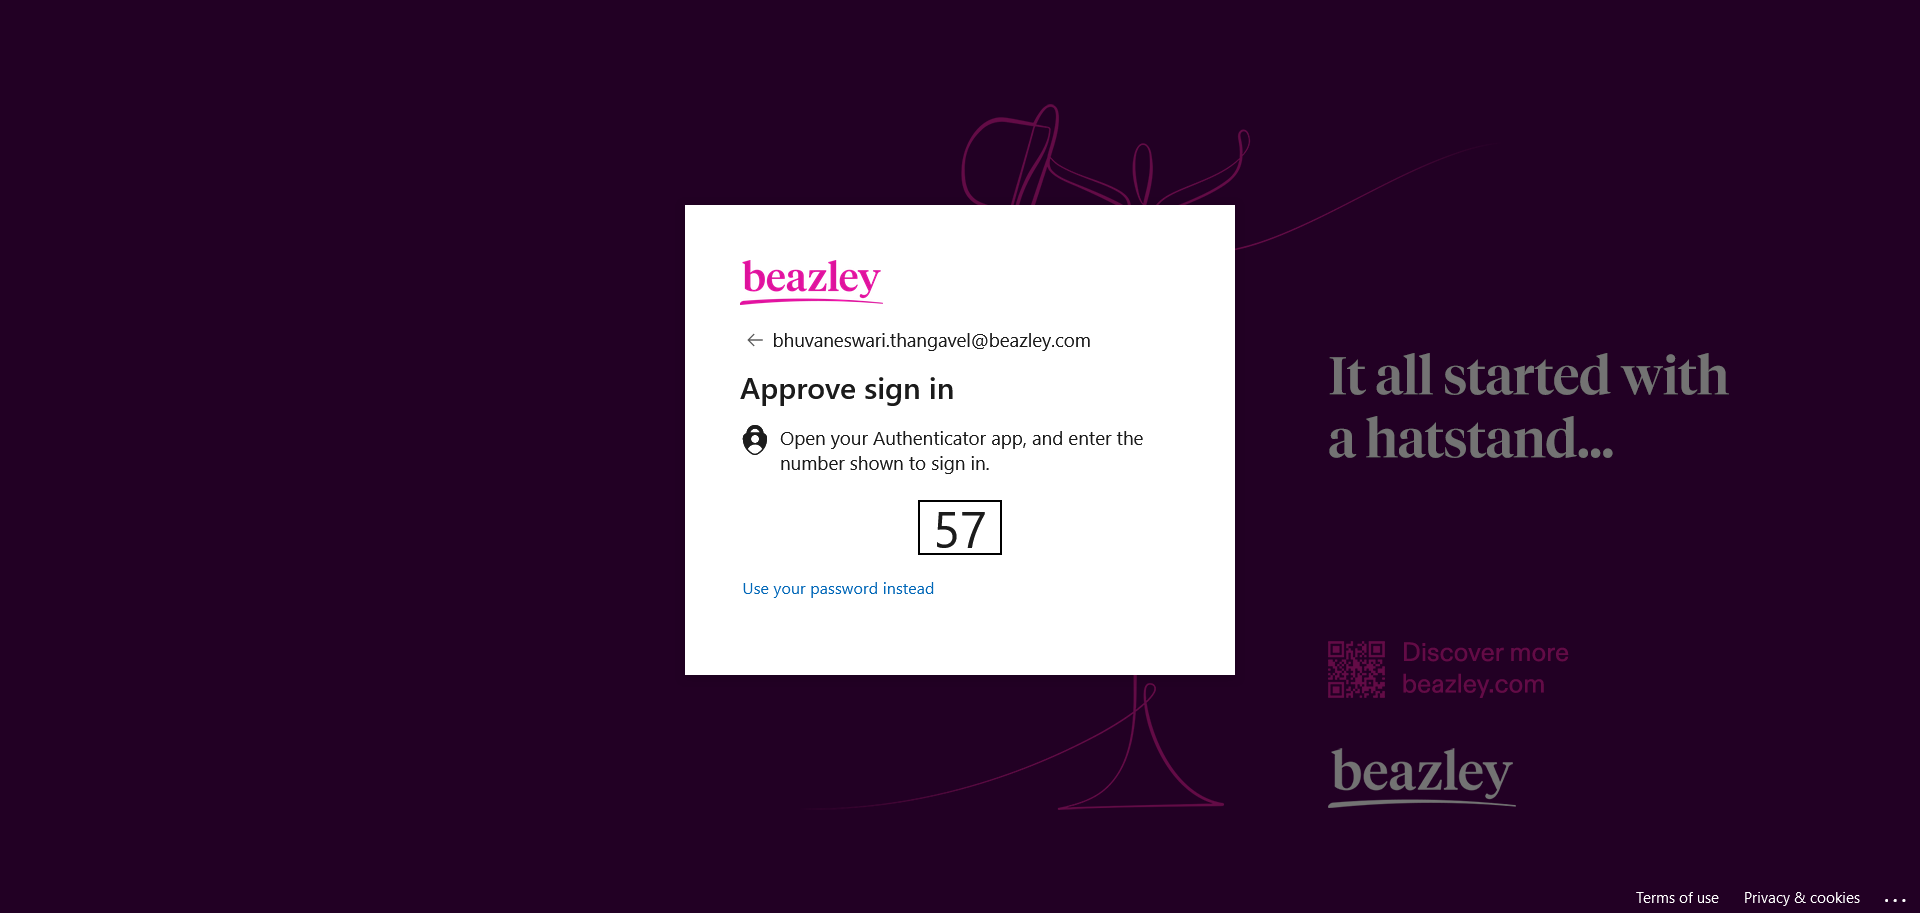 beazley
bhuvaneswari.thangavel@beazley.com
Approve sign in
Open your Authenticator app, and enter the
number shown to sign in.
57
Use your password instead
It all started with
a hatstand...
Discover more
beazley.com
beazley
Terms of use
Privacy & cookies
...